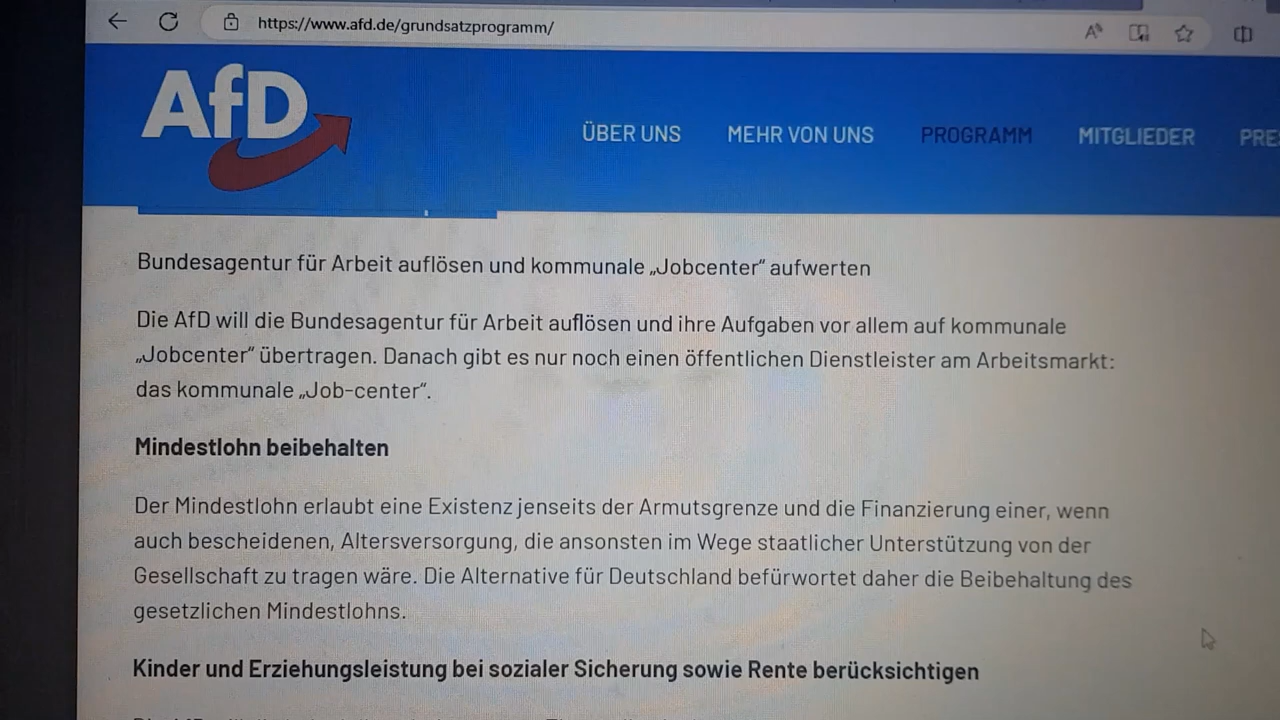 https://www.afd.de/grundsatzprogramm/
AfD
ÜBER UNS MEHR VON UNS PROGRAMM MITGLIEDER PRE
Bundesagentur für Arbeit auflösen und kommunale „Jobcenter“ aufwerten
Die AfD will die Bundesagentur für Arbeit auflösen und ihre Aufgaben vor allem auf kommunale
„Jobcenter“ übertragen. Danach gibt es nur noch einen öffentlichen Dienstleister am Arbeitsmarkt:
das kommunale „Job-center“.
Mindestlohn beibehalten
Der Mindestlohn erlaubt eine Existenz jenseits der Armutsgrenze und die Finanzierung einer, wenn
auch bescheidenen, Altersversorgung, die ansonsten im Wege staatlicher Unterstützung von der
Gesellschaft zu tragen wäre. Die Alternative für Deutschland befürwortet daher die Beibehaltung des
gesetzlichen Mindestlohns.
Kinder und Erziehungsleistung bei sozialer Sicherung sowie Rente berücksichtigen